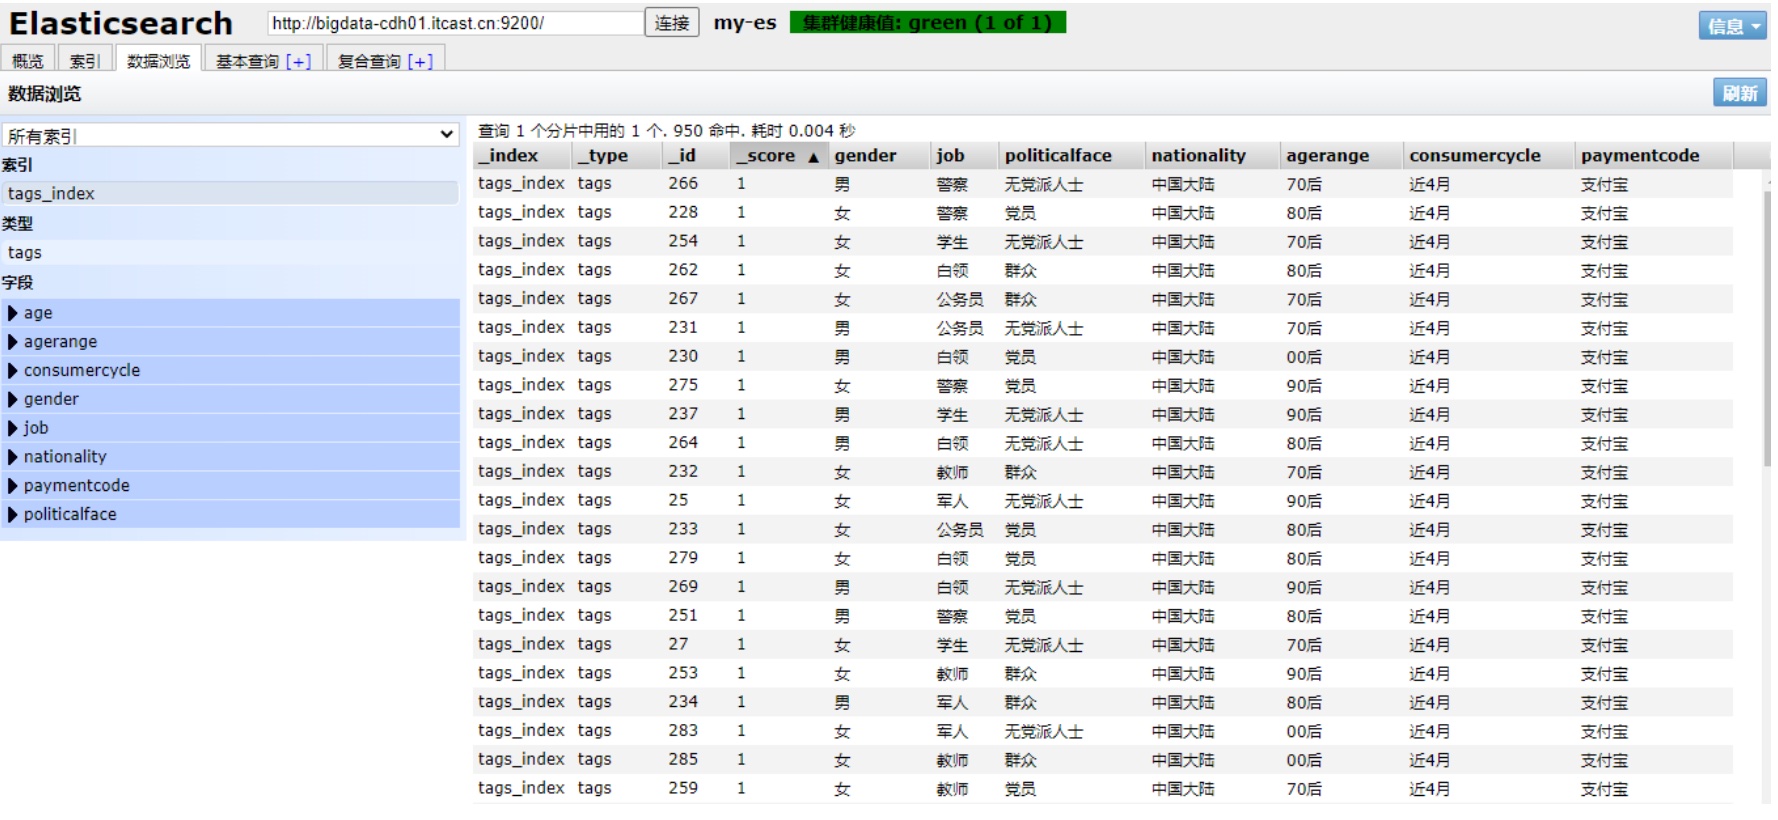 Elasticsearch http://bigdata-cdh01.itcast.cn:9200/ 连接 my-es 集群健康值: green (1 of 1) 信息
概览 索引 数据浏览 基本查询 [+] 复合查询 [+]
数据浏览 刷新
所有索引
索引
tags_index
类型
tags
字段
age
agerange
consumercycle
gender
job
nationality
paymentcode
politicalface
查询 1 个分片中用的 1 个. 950 命中. 耗时 0.004 秒
_index _type _id _score ▲ gender job politicalface nationality agerange consumercycle paymentcode
tags_index tags 266 1 男 警察 无党派人士 中国大陆 70后 近4月 支付宝
tags_index tags 228 1 女 警察 党员 中国大陆 80后 近4月 支付宝
tags_index tags 254 1 女 学生 无党派人士 中国大陆 70后 近4月 支付宝
tags_index tags 262 1 女 白领 群众 中国大陆 80后 近4月 支付宝
tags_index tags 267 1 女 公务员 群众 中国大陆 70后 近4月 支付宝
tags_index tags 231 1 男 公务员 无党派人士 中国大陆 70后 近4月 支付宝
tags_index tags 230 1 男 白领 党员 中国大陆 00后 近4月 支付宝
tags_index tags 275 1 女 警察 党员 中国大陆 90后 近4月 支付宝
tags_index tags 237 1 男 学生 无党派人士 中国大陆 90后 近4月 支付宝
tags_index tags 264 1 男 白领 无党派人士 中国大陆 80后 近4月 支付宝
tags_index tags 232 1 女 教师 群众 中国大陆 70后 近4月 支付宝
tags_index tags 25 1 女 军人 无党派人士 中国大陆 90后 近4月 支付宝
tags_index tags 233 1 女 公务员 党员 中国大陆 80后 近4月 支付宝
tags_index tags 279 1 女 白领 党员 中国大陆 80后 近4月 支付宝
tags_index tags 269 1 男 白领 无党派人士 中国大陆 90后 近4月 支付宝
tags_index tags 251 1 男 警察 党员 中国大陆 80后 近4月 支付宝
tags_index tags 27 1 女 学生 无党派人士 中国大陆 70后 近4月 支付宝
tags_index tags 253 1 女 教师 群众 中国大陆 90后 近4月 支付宝
tags_index tags 234 1 男 军人 群众 中国大陆 80后 近4月 支付宝
tags_index tags 283 1 女 军人 无党派人士 中国大陆 00后 近4月 支付宝
tags_index tags 285 1 女 教师 群众 中国大陆 00后 近4月 支付宝
tags_index tags 259 1 女 教师 党员 中国大陆 70后 近4月 支付宝